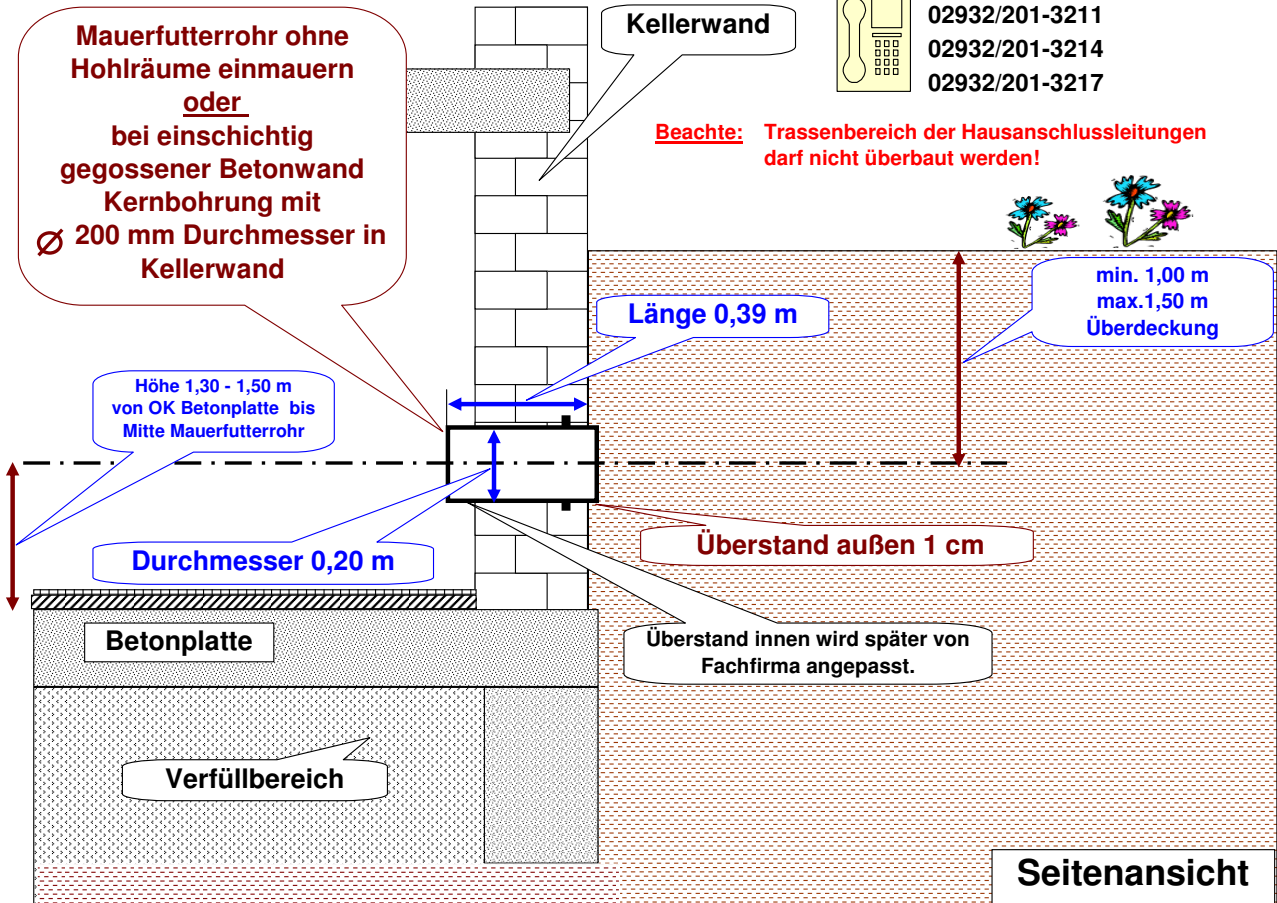 Mauerfutterrohr ohne
Hohlräume einmauern
oder
bei einschichtig
gegossener Betonwand
Kernbohrung mit
Ø 200 mm Durchmesser in
Kellerwand
Kellerwand
02932/201-3211
02932/201-3214
02932/201-3217
Beachte: Trassenbereich der Hausanschlussleitungen
darf nicht überbaut werden!
min. 1,00 m
max.1,50 m
Überdeckung
Länge 0,39 m
Höhe 1,30 - 1,50 m
von OK Betonplatte bis
Mitte Mauerfutterrohr
Durchmesser 0,20 m
Überstand außen 1 cm
Betonplatte
Überstand innen wird später von
Fachfirma angepasst.
Verfüllbereich
Seitenansicht